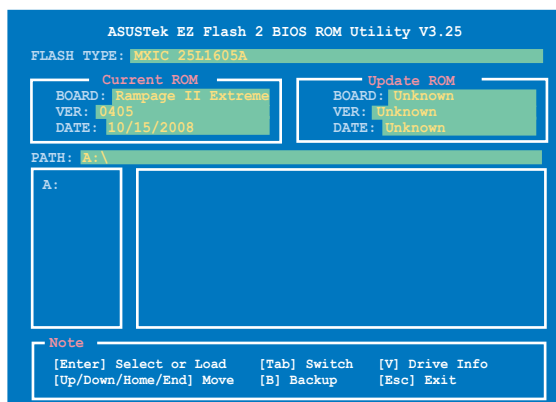 ASUSTek EZ Flash 2 BIOS ROM Utility V3.25
FLASH TYPE: MXIC 25L1605A
Current ROM
BOARD: Rampage II Extreme
VER: 0405
DATE: 10/15/2008
Update ROM
BOARD: Unknown
VER: Unknown
DATE: Unknown
PATH: A:\
A:
Note
[Enter] Select or Load [Tab] Switch [V] Drive Info
[Up/Down/Home/End] Move [B] Backup [Esc] Exit